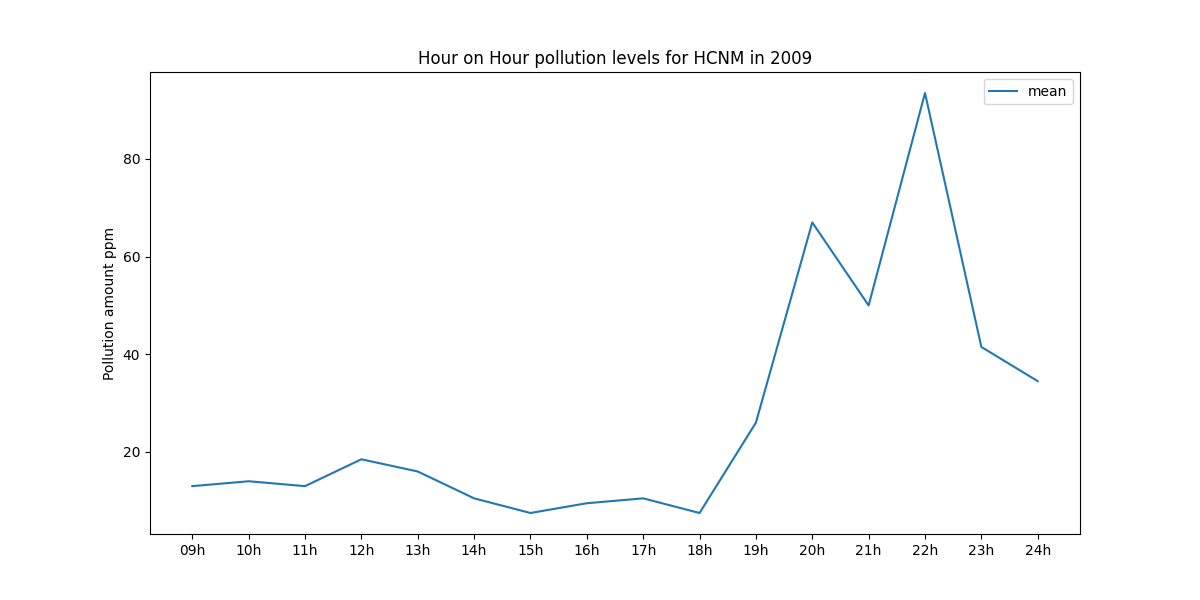 Hour on Hour pollution levels for HCNM in 2009
mean
Pollution amount ppm
80
60
40
20
09h 10h 11h 12h 13h 14h 15h 16h 17h 18h 19h 20h 21h 22h 23h 24h